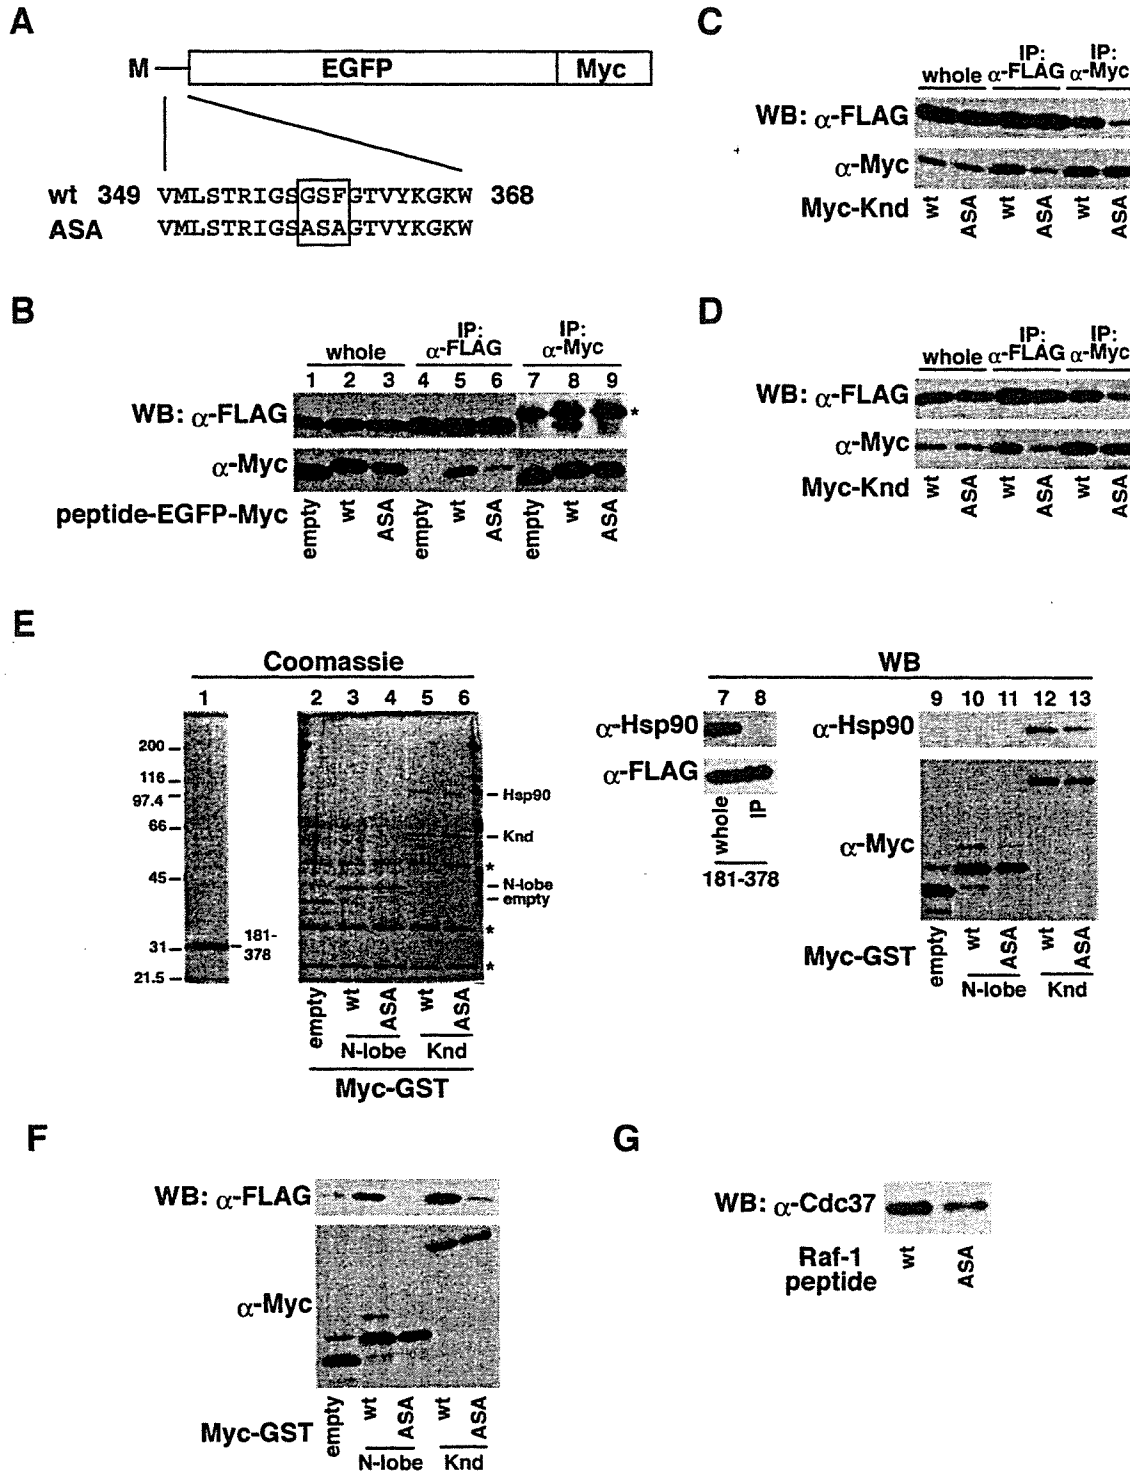 A
M EGFP Myc
wt 349 VMLSTRIGSGSFGTVYKGKW 368
ASA VMLSTRIGSASAGTVYKGKW
B
whole IP: α-FLAG IP: α-Myc
1 2 3 4 5 6 7 8 9
WB: α-FLAG *
α-Myc
peptide-EGFP-Myc empty wt ASA empty wt ASA empty wt ASA
C
whole IP: α-FLAG IP: α-Myc
WB: α-FLAG
α-Myc
Myc-Knd wt ASA wt ASA wt ASA
D
whole IP: α-FLAG IP: α-Myc
WB: α-FLAG
α-Myc
Myc-Knd wt ASA wt ASA wt ASA
E
Coomassie
1 2 3 4 5 6
200
116
97.4
66
45
31
21.5
181-
378
Hsp90
Knd
*
N-lobe
empty
*
*
empty wt ASA wt ASA
N-lobe Knd
Myc-GST
WB
7 8 9 10 11 12 13
α-Hsp90
α-FLAG
whole IP
181-378
α-Hsp90
α-Myc
Myc-GST empty wt ASA wt ASA
N-lobe Knd
F
WB: α-FLAG
α-Myc
Myc-GST empty wt ASA wt ASA
N-lobe Knd
G
WB: α-Cdc37
Raf-1
peptide
wt ASA